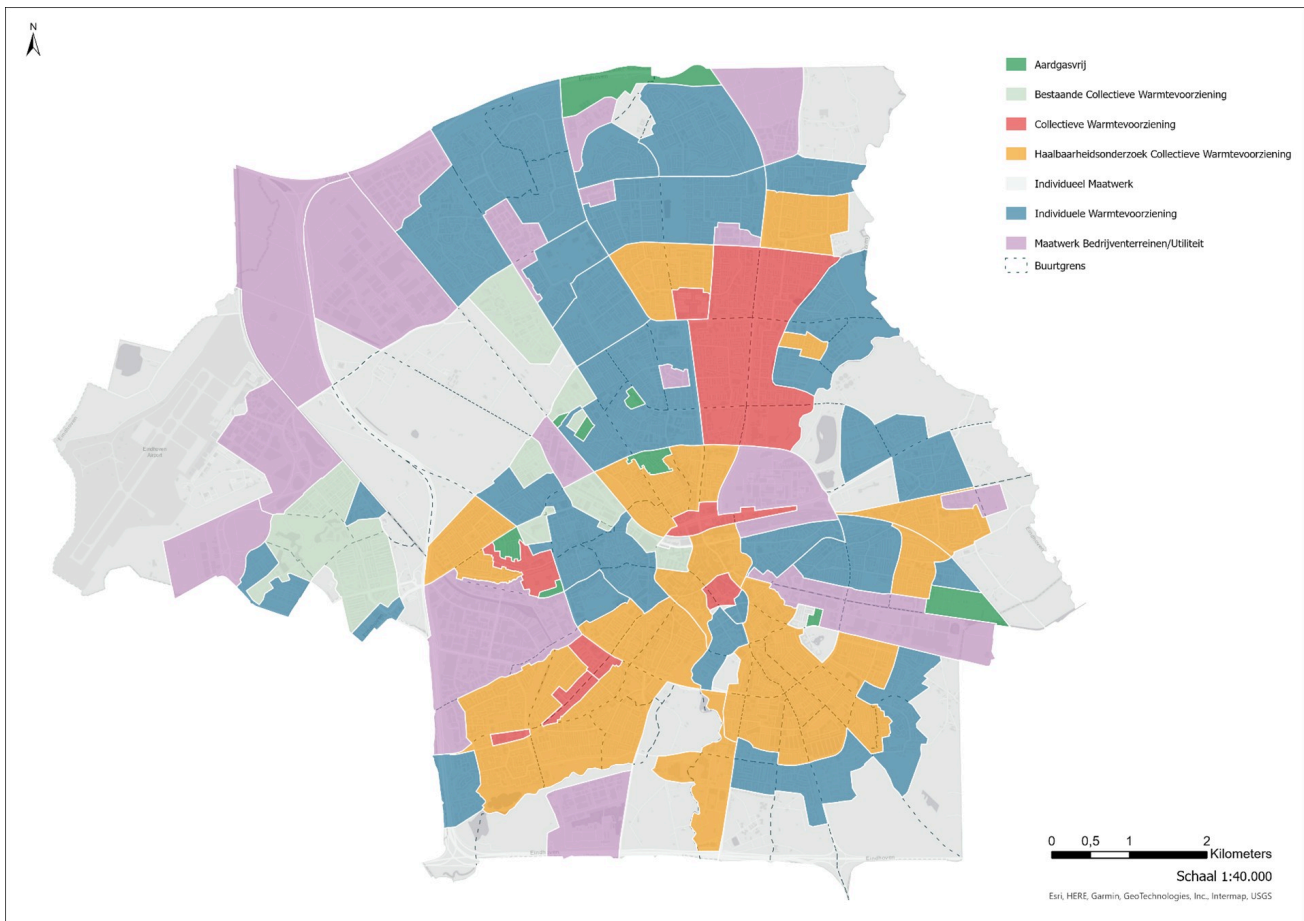 N
Aardgasvrij
Bestaande Collectieve Warmtevoorziening
Collectieve Warmtevoorziening
Haalbaarheidsonderzoek Collectieve Warmtevoorziening
Individueel Maatwerk
Individuele Warmtevoorziening
Maatwerk Bedrijventerreinen/Utiliteit
Buurtgrens
Eindhoven
0 0,5 1 2
Kilometers
Schaal 1:40.000
Esri, HERE, Garmin, GeoTechnologies, Inc., Intermap, USGS